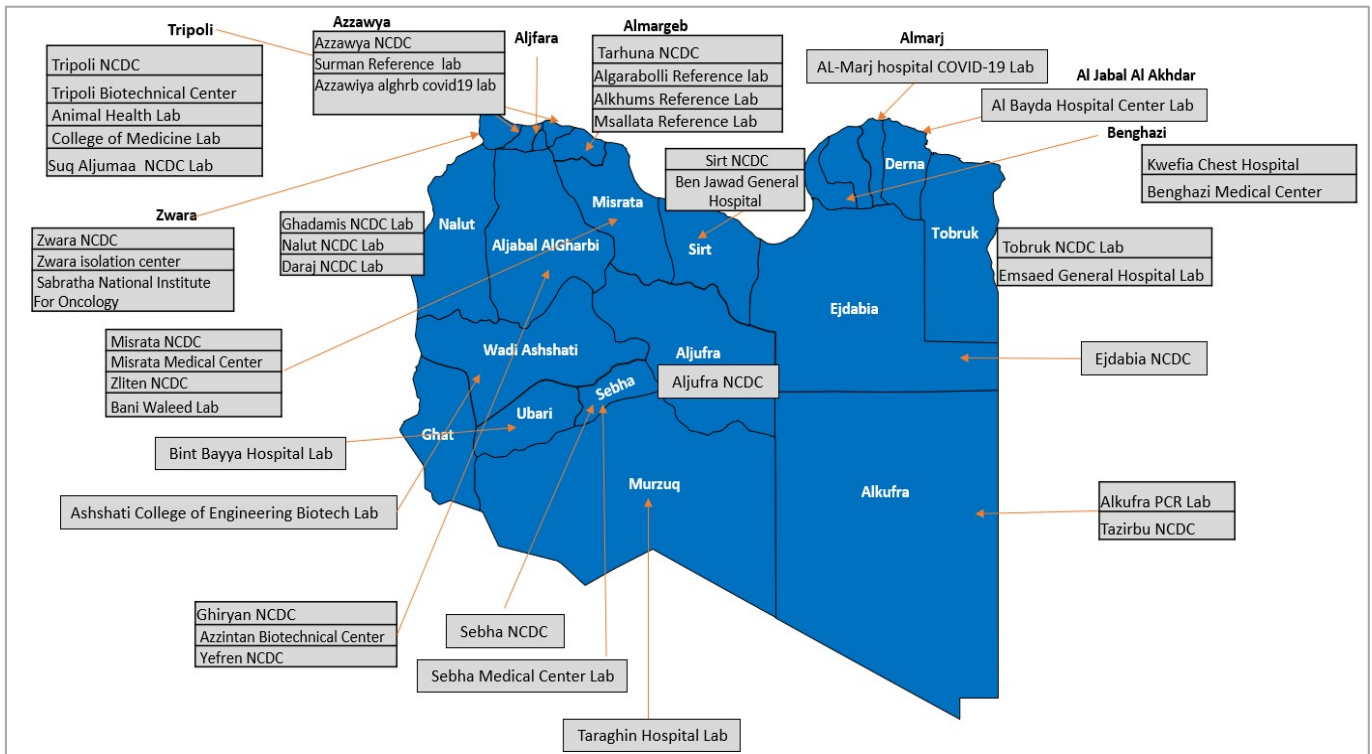 Tripoli
Tripoli NCDC
Tripoli Biotechnical Center
Animal Health Lab
College of Medicine Lab
Suq Aljumaa NCDC Lab
Azzawya
Azzawya NCDC
Surman Reference lab
Azzawiya alghrb covid19 lab
Aljfara
Almargeb
Tarhuna NCDC
Algarabolli Reference lab
Alkhums Reference Lab
Msallata Reference Lab
Almarj
AL-Marj hospital COVID-19 Lab
Al Jabal Al Akhdar
Al Bayda Hospital Center Lab
Benghazi
Kwefia Chest Hospital
Benghazi Medical Center
Sirt NCDC
Ben Jawad General
Hospital
Derna
Zwara
Zwara NCDC
Zwara isolation center
Sabratha National Institute
For Oncology
Ghadamis NCDC Lab
Nalut NCDC Lab
Daraj NCDC Lab
Nalut
Aljabal AlGharbi
Misrata
Sirt
Tobruk
Tobruk NCDC Lab
Emsaed General Hospital Lab
Ejdabia
Ejdabia NCDC
Misrata NCDC
Misrata Medical Center
Zliten NCDC
Bani Waleed Lab
Wadi Ashshati
Aljufra
Aljufra NCDC
Sebha
Ubari
Ghat
Bint Bayya Hospital Lab
Murzuq
Alkufra
Ashshati College of Engineering Biotech Lab
Alkufra PCR Lab
Tazirbu NCDC
Ghiryan NCDC
Azzintan Biotechnical Center
Yefren NCDC
Sebha NCDC
Sebha Medical Center Lab
Taraghin Hospital Lab